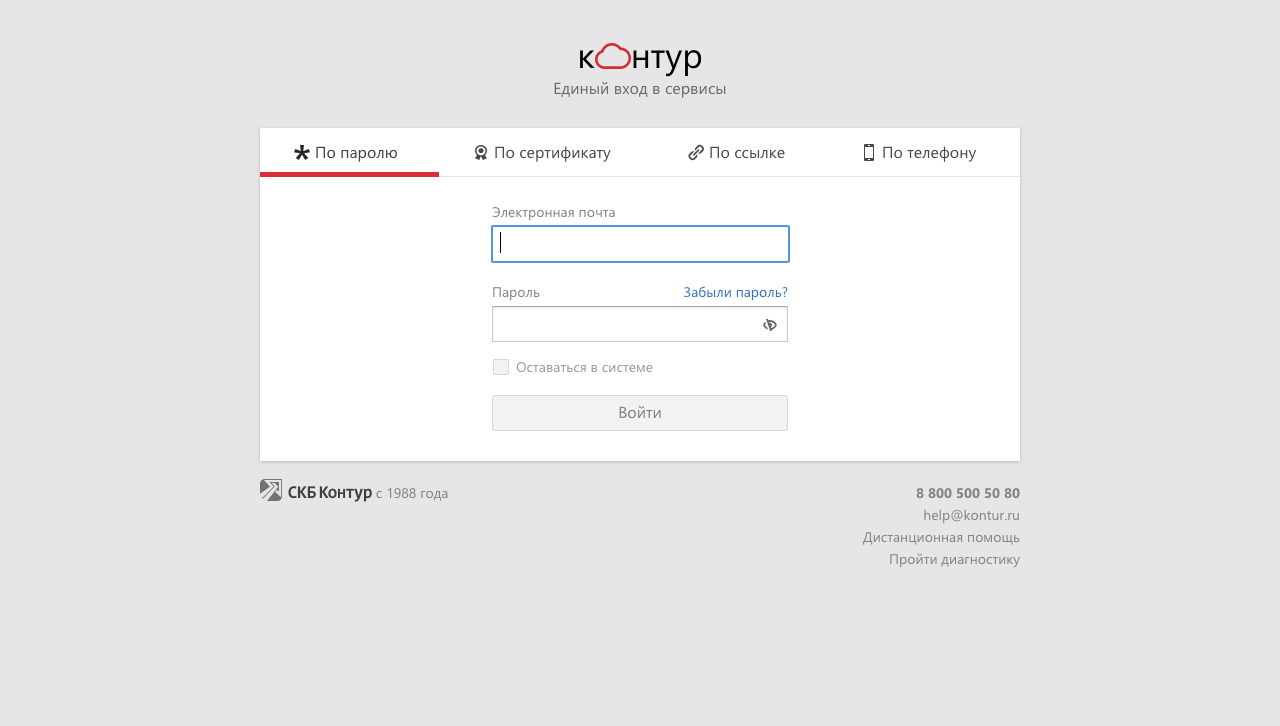 контур
Единый вход в сервисы
По паролю
По сертификату
По ссылке
По телефону
Электронная почта
Пароль
Забыли пароль?
Оставаться в системе
Войти
СКБ Контур с 1988 года
8 800 500 50 80
help@kontur.ru
Дистанционная помощь
Пройти диагностику